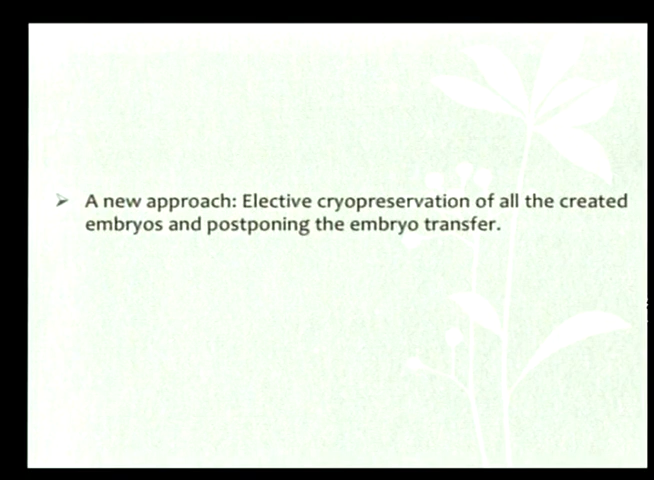 A new approach: Elective cryopreservation of all the created
embryos and postponing the embryo transfer.